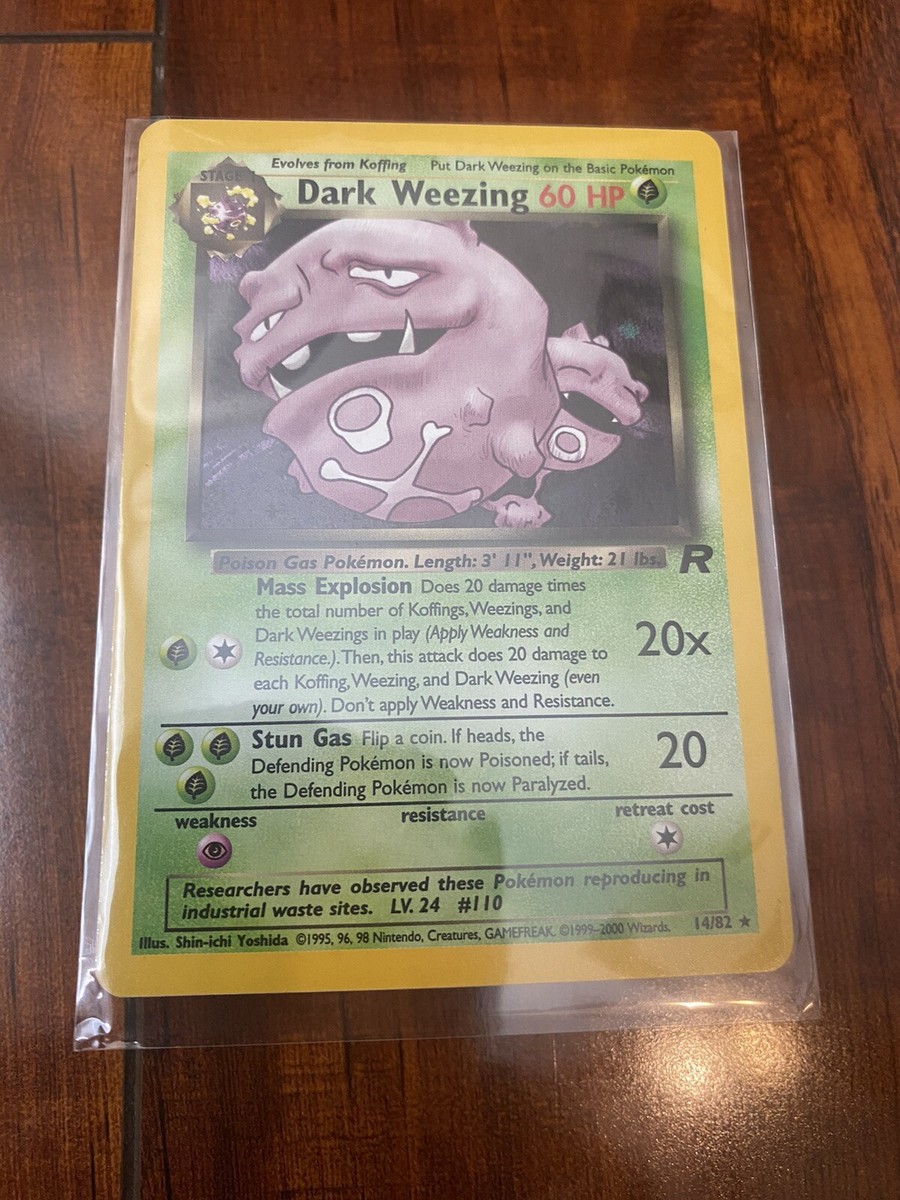 Evolves from Koffing Put Dark Weezing on the Basic Pokémon
STAGE
Dark Weezing 60 HP
Poison Gas Pokémon. Length: 3' 11", Weight: 21 lbs.
R
Mass Explosion Does 20 damage times
the total number of Koffings, Weezings, and
Dark Weezings in play (Apply Weakness and
Resistance.). Then, this attack does 20 damage to
each Koffing, Weezing, and Dark Weezing (even
your own). Don't apply Weakness and Resistance.
20x
Stun Gas Flip a coin. If heads, the
Defending Pokémon is now Poisoned; if tails,
the Defending Pokémon is now Paralyzed.
20
weakness resistance retreat cost
Researchers have observed these Pokémon reproducing in
industrial waste sites. LV. 24 #110
Illus. Shin-ichi Yoshida ©1995, 96, 98 Nintendo, Creatures, GAMEFREAK. ©1999–2000 Wizards. 14/82 ★